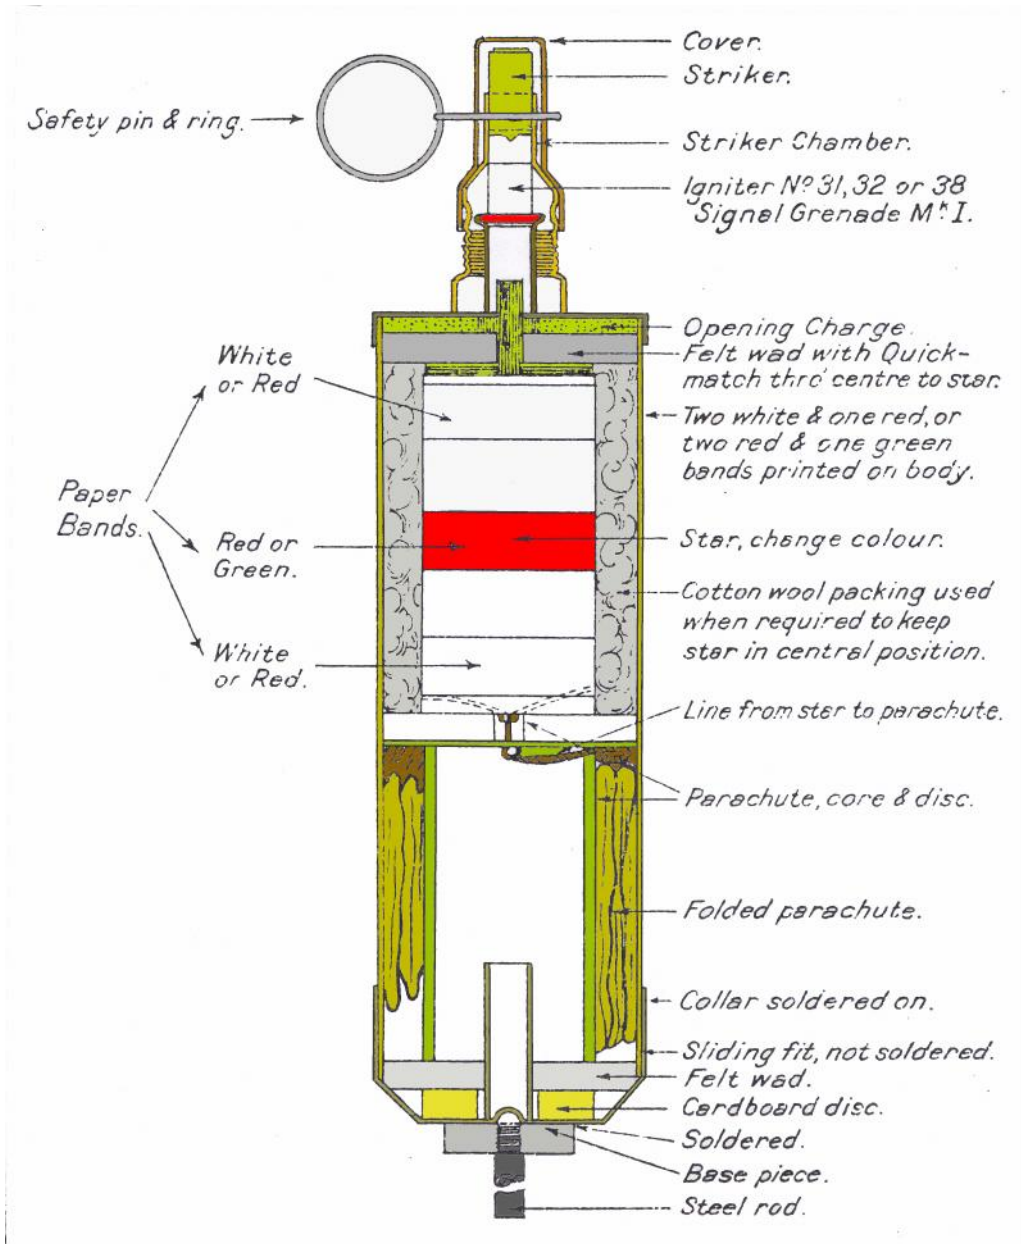 Cover.
Striker.
Safety pin & ring.
Striker Chamber.
Igniter Nº 31, 32 or 38
Signal Grenade Mk I.
Opening Charge.
Felt wad with Quick-
match thro' centre to star.
White
or Red
Two white & one red, or
two red & one green
bands printed on body.
Paper
Bands.
Red or
Green.
Star, change colour.
Cotton wool packing used
when required to keep
star in central position.
White
or Red.
Line from star to parachute.
Parachute, core & disc.
Folded parachute.
Collar soldered on.
Sliding fit, not soldered.
Felt wad.
Cardboard disc.
Soldered.
Base piece.
Steel rod.